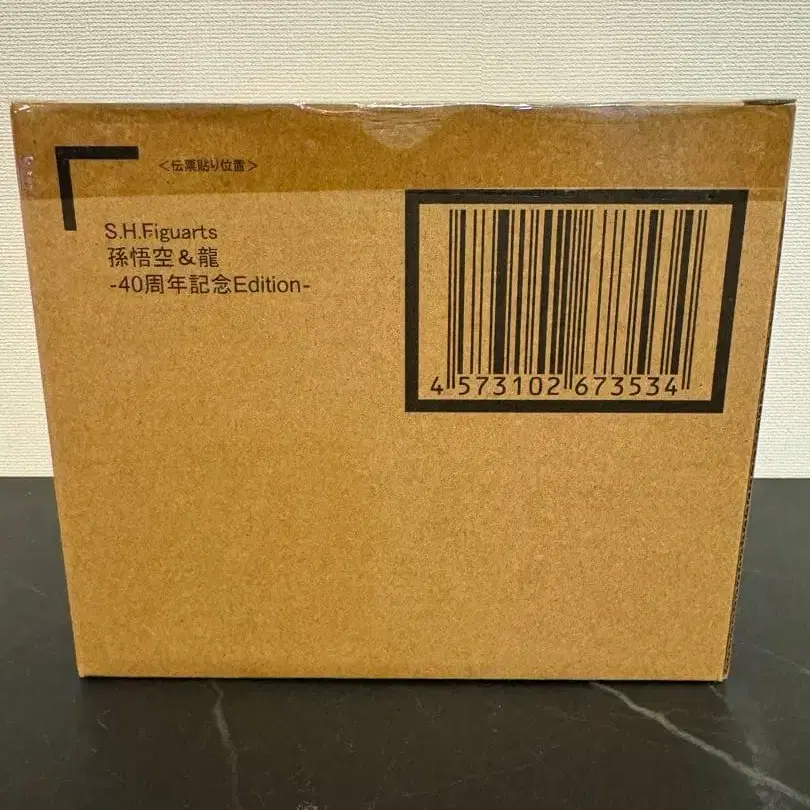 <伝票貼り位置>
S.H.Figuarts
孫悟空&龍
-40周年記念Edition-
4 573102 673534